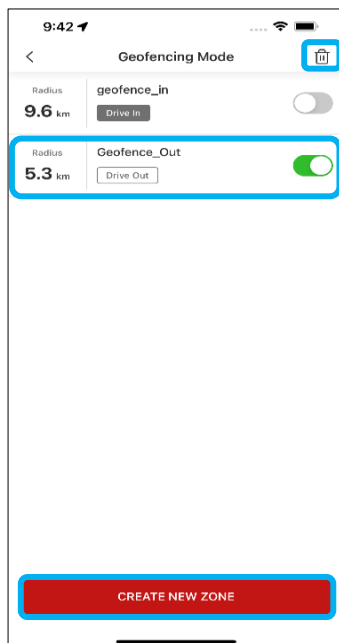 9:42
Geofencing Mode
Radius
9.6 km
geofence_in
Drive In
Radius
5.3 km
Geofence_Out
Drive Out
CREATE NEW ZONE